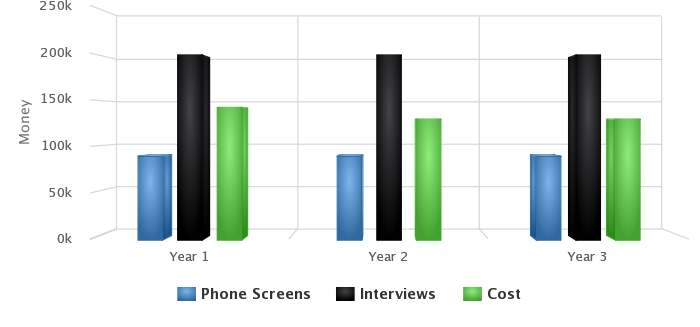 250k
200k
150k
100k
50k
0k
Money
Year 1 Year 2 Year 3
Phone Screens Interviews Cost